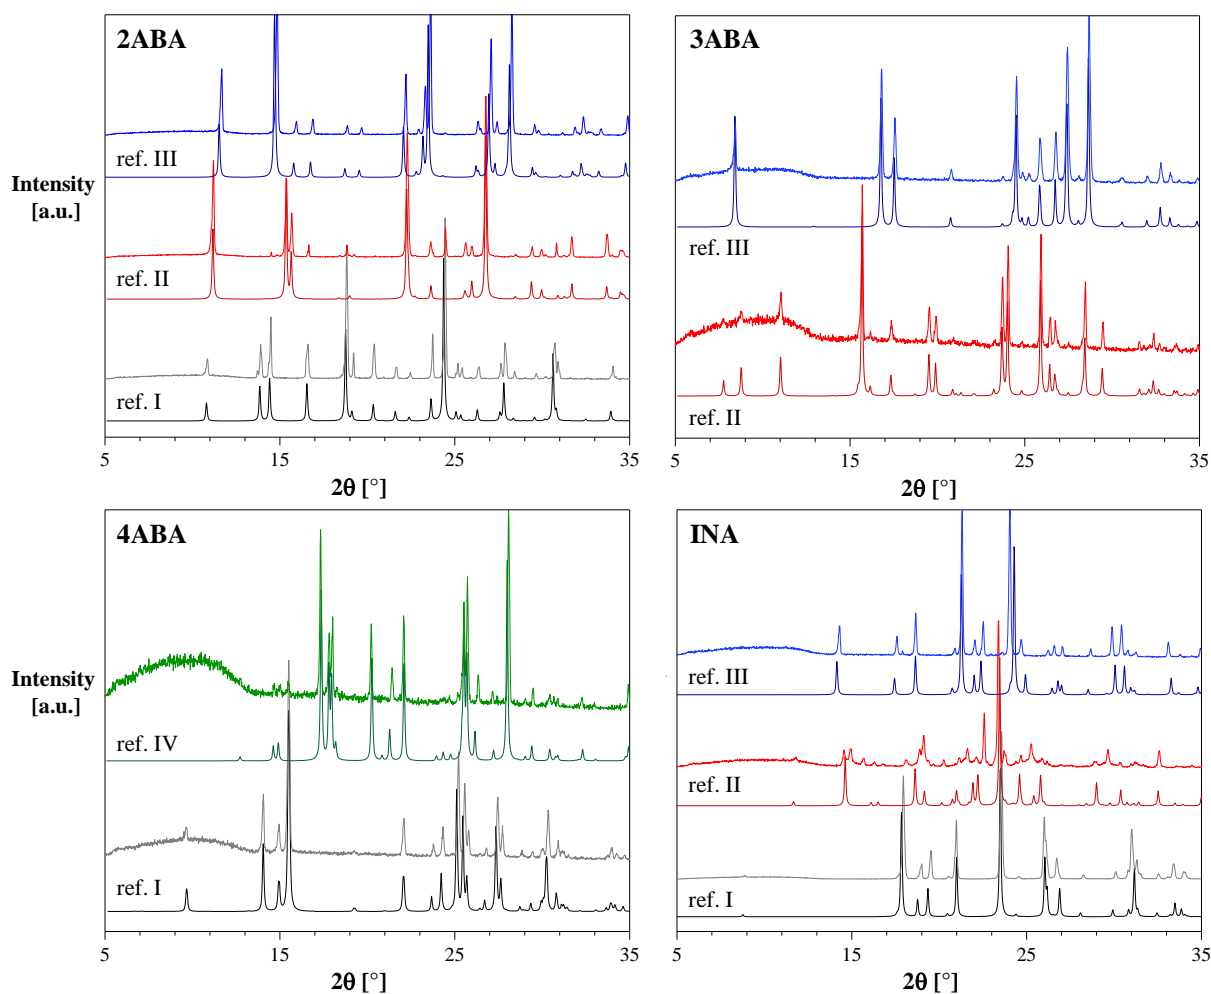 2ABA
ref. III
ref. II
ref. I
Intensity
[a.u.]
5
15
25
35
2θ [°]
3ABA
ref. III
ref. II
5
15
25
35
2θ [°]
4ABA
ref. IV
ref. I
Intensity
[a.u.]
5
15
25
35
2θ [°]
INA
ref. III
ref. II
ref. I
5
15
25
35
2θ [°]